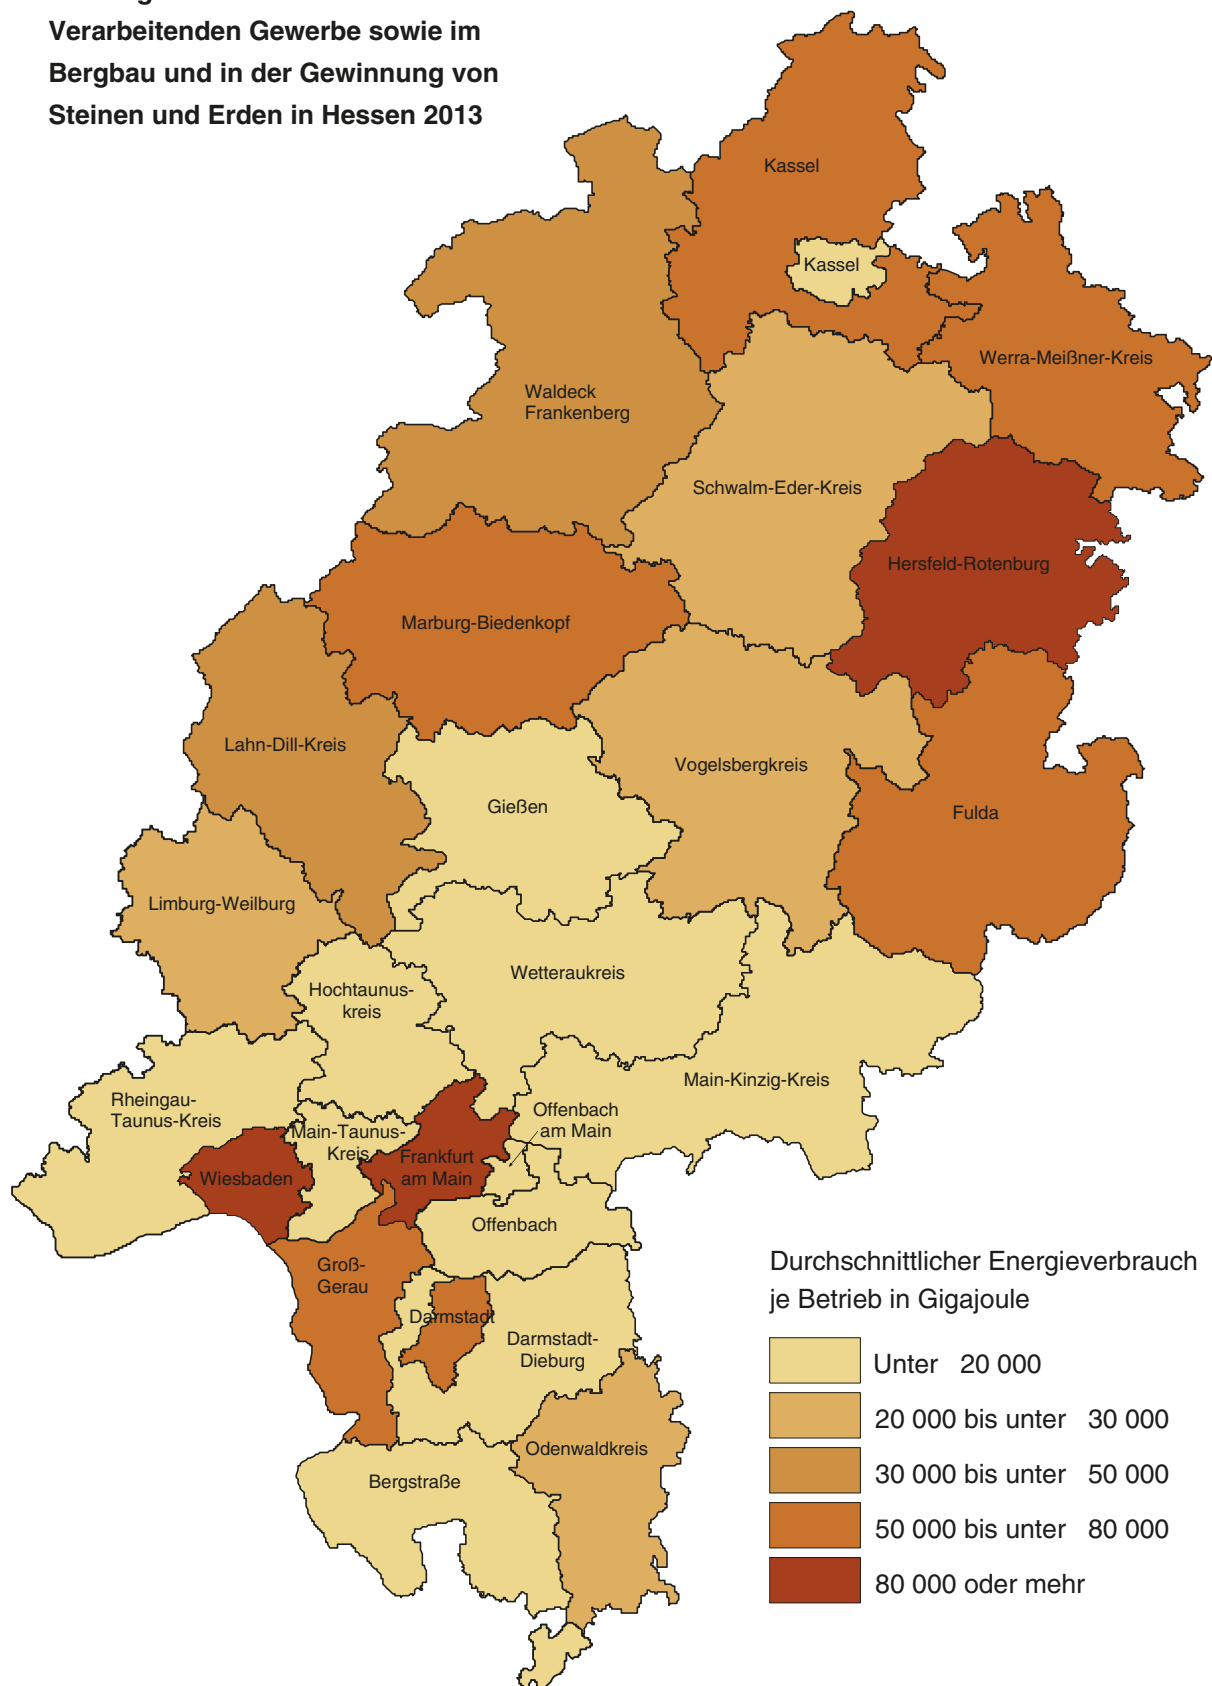 Verarbeitenden Gewerbe sowie im
Bergbau und in der Gewinnung von
Steinen und Erden in Hessen 2013
Kassel
Kassel
Werra-Meißner-Kreis
Waldeck
Frankenberg
Schwalm-Eder-Kreis
Hersfeld-Rotenburg
Marburg-Biedenkopf
Lahn-Dill-Kreis
Vogelsbergkreis
Gießen
Fulda
Limburg-Weilburg
Wetteraukreis
Hochtaunus-
kreis
Main-Kinzig-Kreis
Rheingau-
Taunus-Kreis
Offenbach
am Main
Main-Taunus-
Kreis
Frankfurt
am Main
Wiesbaden
Offenbach
Groß-
Gerau
Darmstadt
Darmstadt-
Dieburg
Odenwaldkreis
Bergstraße
Durchschnittlicher Energieverbrauch
je Betrieb in Gigajoule
Unter 20 000
20 000 bis unter 30 000
30 000 bis unter 50 000
50 000 bis unter 80 000
80 000 oder mehr